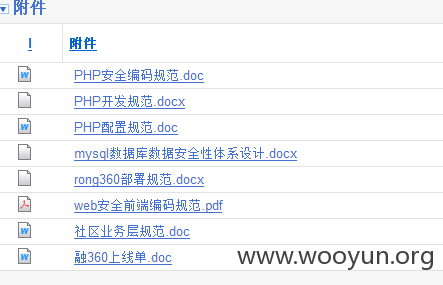 附件
I 附件
PHP安全编码规范.doc
PHP开发规范.docx
PHP配置规范.doc
mysql数据库数据安全性体系设计.docx
rong360部署规范.docx
web安全前端编码规范.pdf
社区业务层规范.doc
融360上线单.doc
www.wooyun.org